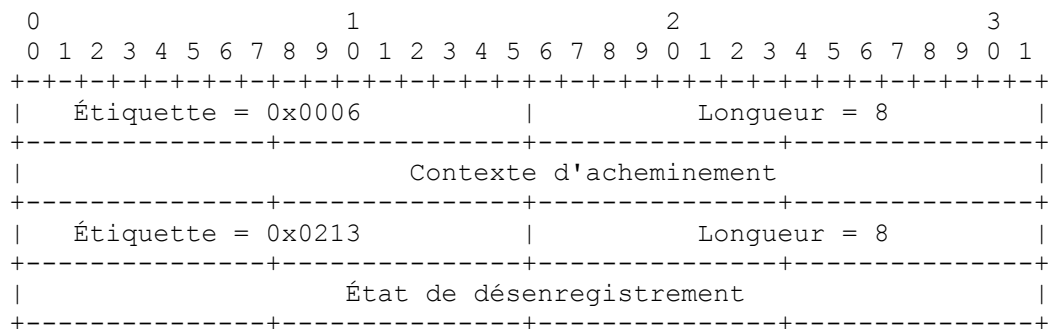 0                   1                   2                   3
0 1 2 3 4 5 6 7 8 9 0 1 2 3 4 5 6 7 8 9 0 1 2 3 4 5 6 7 8 9 0 1
+-+-+-+-+-+-+-+-+-+-+-+-+-+-+-+-+-+-+-+-+-+-+-+-+-+-+-+-+-+-+-+-+
|   Étiquette = 0x0006          |          Longueur = 8         |
+---------------+---------------+---------------+---------------+
|                        Contexte d'acheminement                |
+---------------+---------------+---------------+---------------+
|   Étiquette = 0x0213          |          Longueur = 8         |
+---------------+---------------+---------------+---------------+
|                    État de désenregistrement                  |
+---------------+---------------+---------------+---------------+